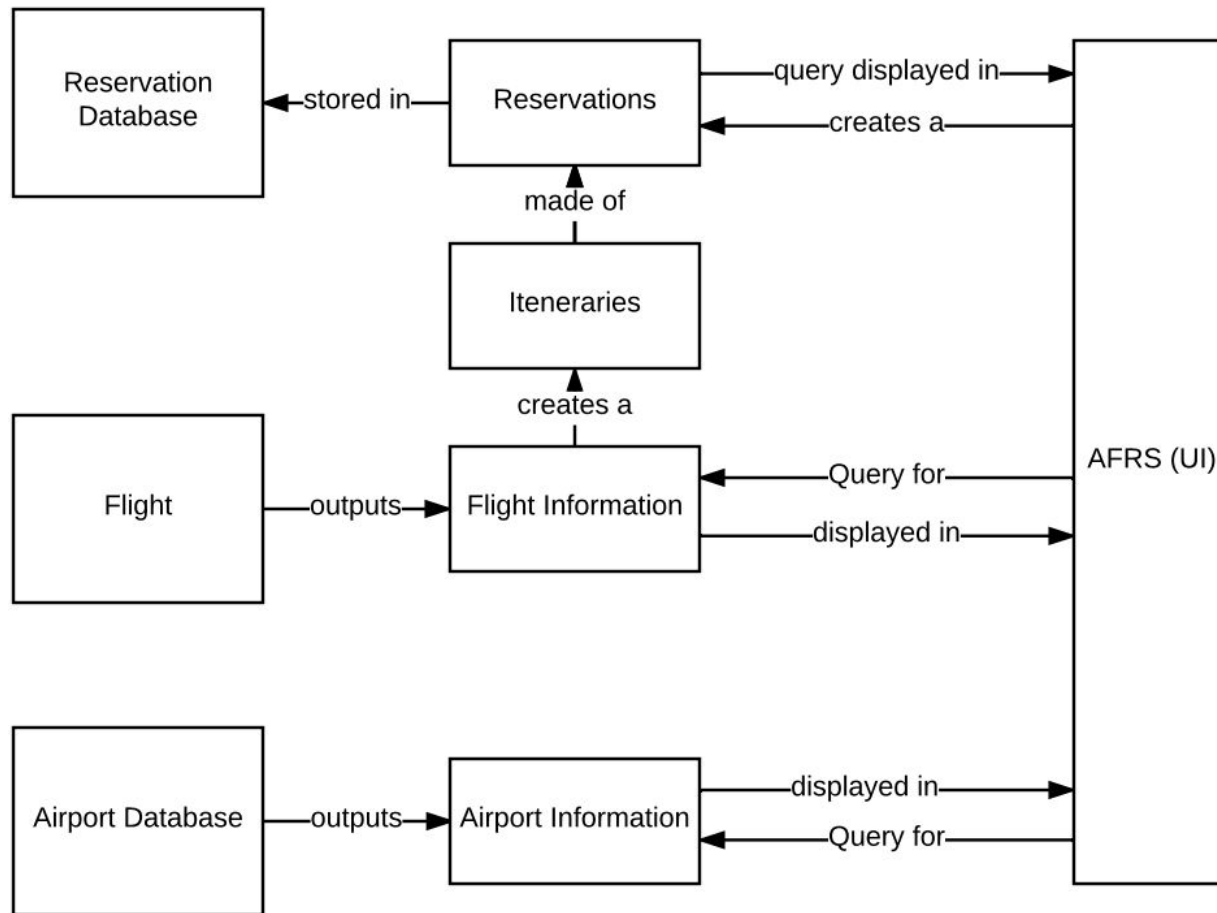 Reservation
Database
stored in
Reservations
query displayed in
creates a
made of
Iteneraries
creates a
AFRS (UI)
Flight
outputs
Flight Information
Query for
displayed in
Airport Database
outputs
Airport Information
displayed in
Query for